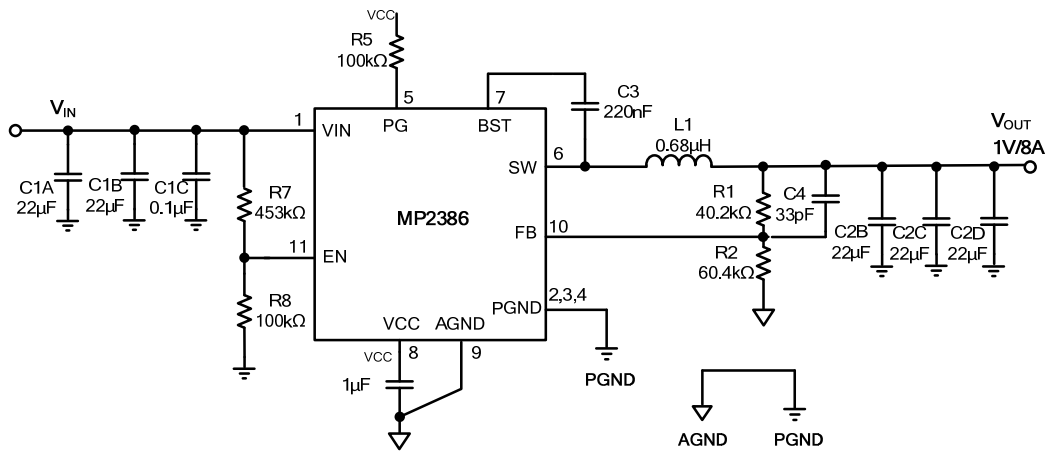 VCC
R5
100kΩ
5
7
C3
220nF
VIN
1
VIN
PG
BST
L1
0.68µH
VOUT
1V/8A
6
SW
C1A
22µF
C1B
22µF
C1C
0.1µF
R7
453kΩ
MP2386
R1
40.2kΩ
C4
33pF
FB
10
C2B
22µF
C2C
22µF
C2D
22µF
11
EN
R2
60.4kΩ
R8
100kΩ
PGND
2,3,4
VCC
AGND
VCC
8
9
1µF
PGND
AGND
PGND